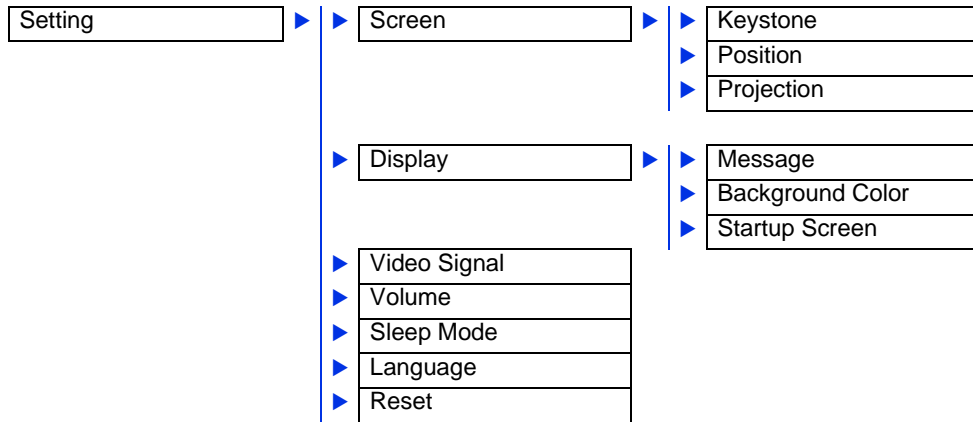 Setting
Screen
Keystone
Position
Projection
Display
Message
Background Color
Startup Screen
Video Signal
Volume
Sleep Mode
Language
Reset